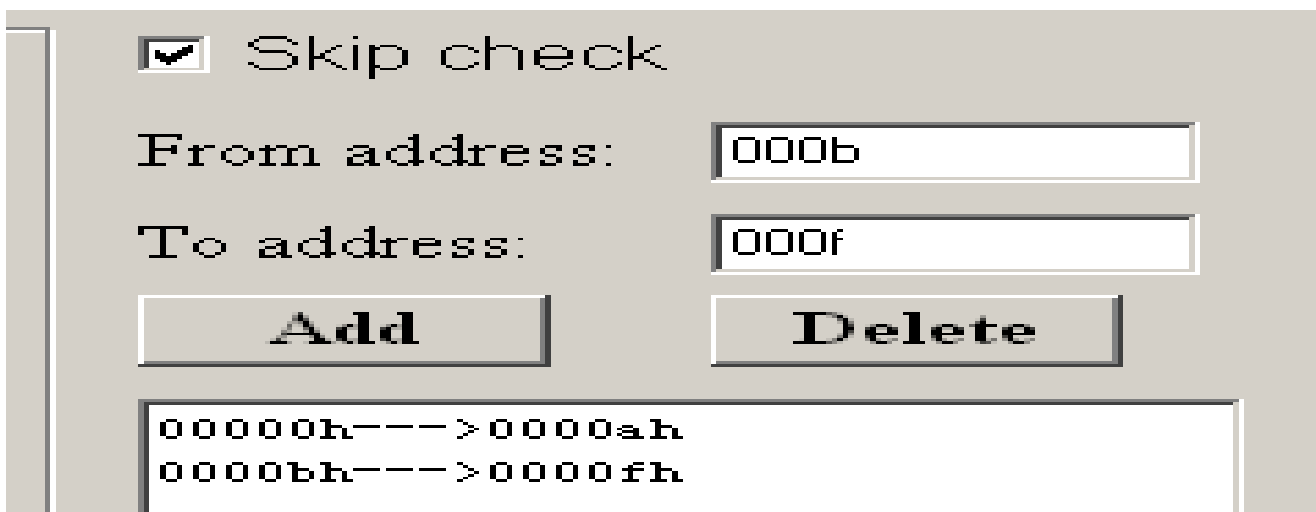 Skip check
From address: 000b
To address: 000f
Add Delete
00000h--->0000ah
0000bh--->0000fh